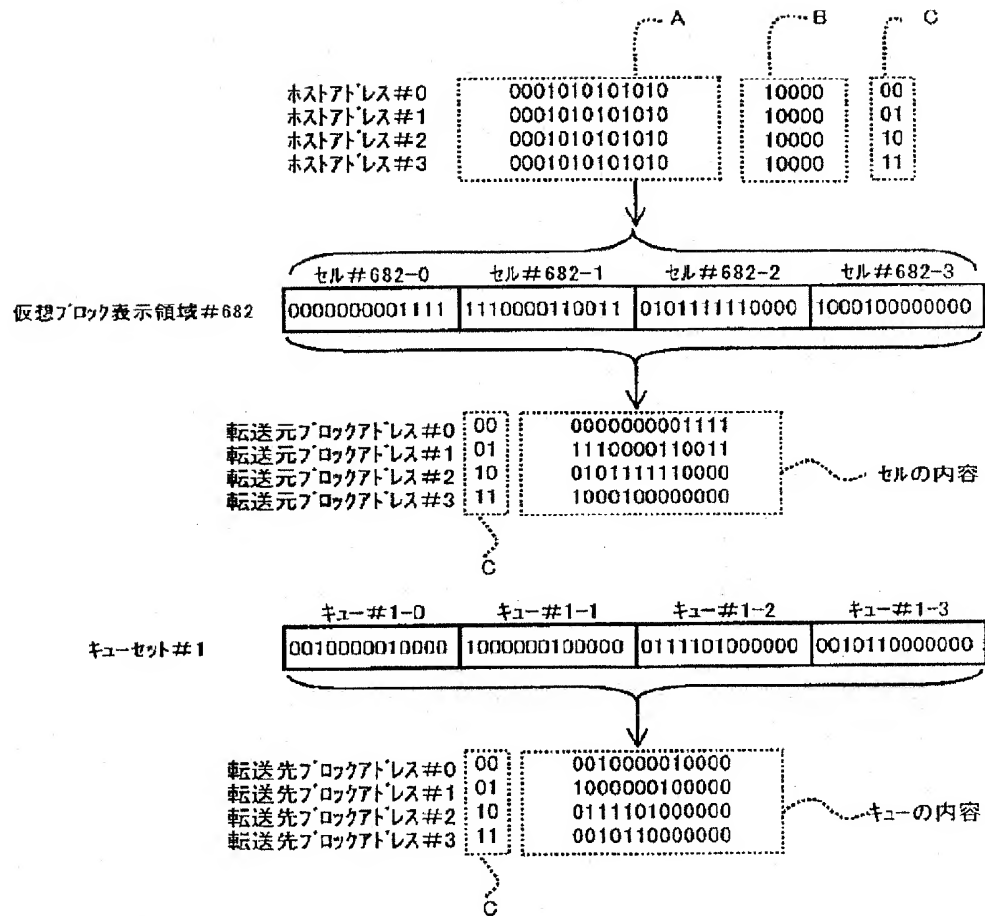 A B C
ホストアドレス#0 0001010101010 10000 00
ホストアドレス#1 0001010101010 10000 01
ホストアドレス#2 0001010101010 10000 10
ホストアドレス#3 0001010101010 10000 11
セル#682-0 セル#682-1 セル#682-2 セル#682-3
仮想ブロック表示領域#682 0000000001111 1110000110011 0101111110000 1000100000000
転送元ブロックアドレス#0 00 0000000001111
転送元ブロックアドレス#1 01 1110000110011
転送元ブロックアドレス#2 10 0101111110000
転送元ブロックアドレス#3 11 1000100000000
セルの内容
C
キュー#1-0 キュー#1-1 キュー#1-2 キュー#1-3
キューセット#1 0010000010000 1000000100000 0111101000000 0010110000000
転送先ブロックアドレス#0 00 0010000010000
転送先ブロックアドレス#1 01 1000000100000
転送先ブロックアドレス#2 10 0111101000000
転送先ブロックアドレス#3 11 0010110000000
キューの内容
C